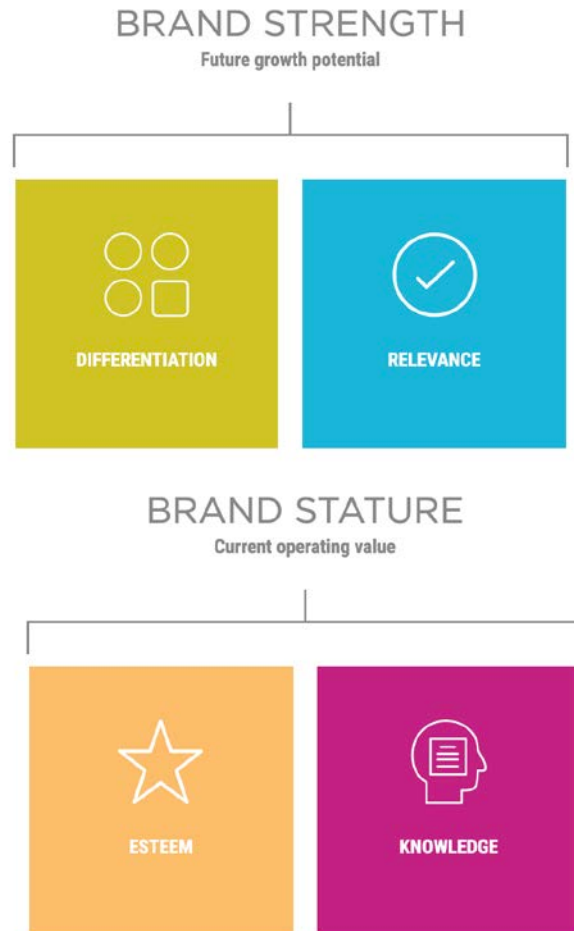 BRAND STRENGTH
Future growth potential
DIFFERENTIATION
RELEVANCE
BRAND STATURE
Current operating value
ESTEEM
KNOWLEDGE